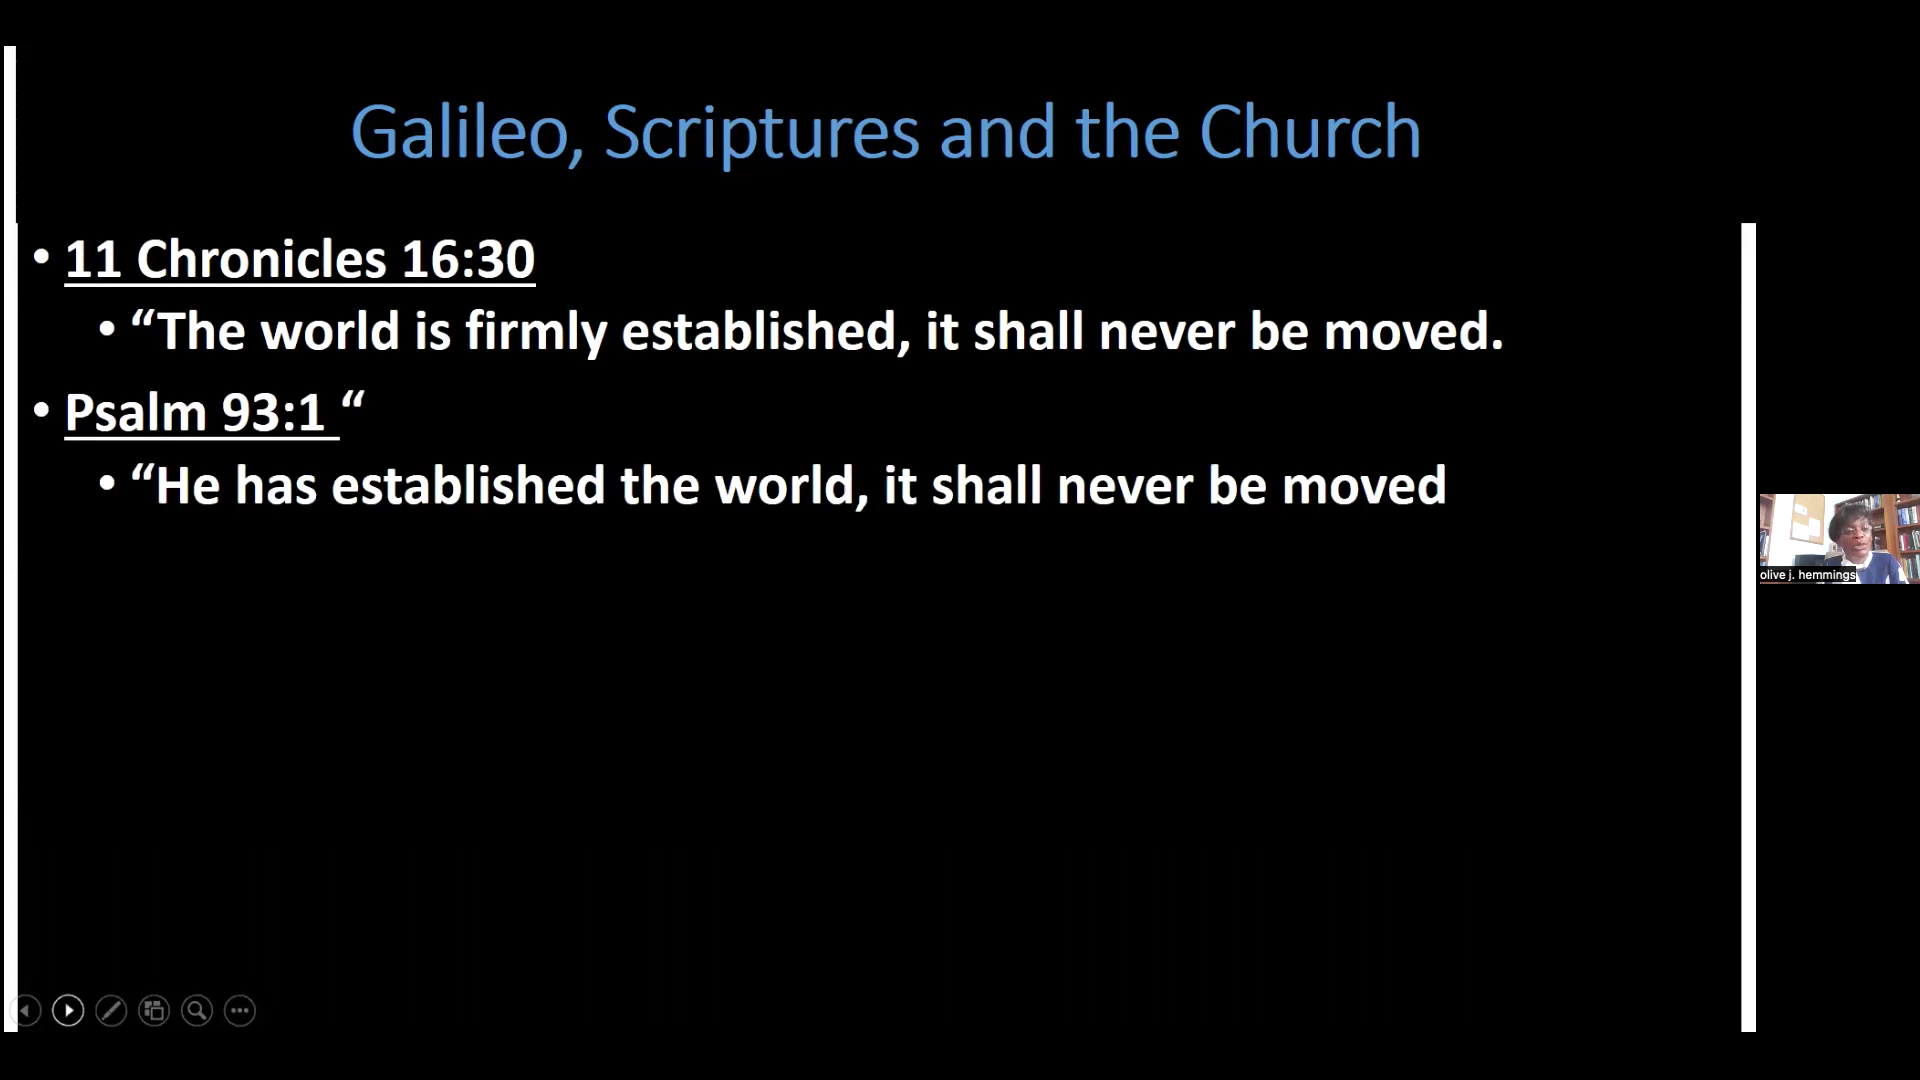 Galileo, Scriptures and the Church
• 11 Chronicles 16:30
• “The world is firmly established, it shall never be moved.
• Psalm 93:1 “
• “He has established the world, it shall never be moved
olive j. hemmings